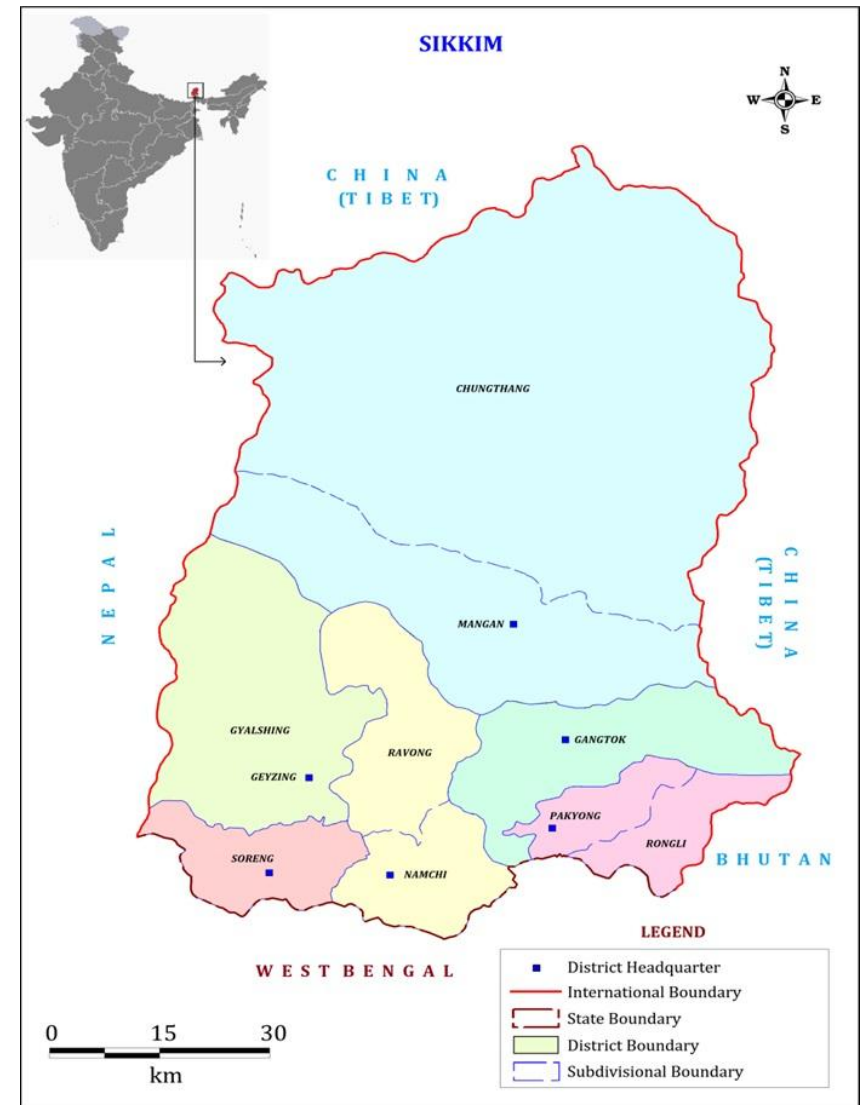 SIKKIM
N
W E
S
C H I N A
(T I B E T)
CHUNGTHANG
N E P A L
C H I N A
(T I B E T)
MANGAN
GYALSHING
RAVONG
GANGTOK
GEYZING
PAKYONG
RONGLI
SORENG
NAMCHI
B H U T A N
W E S T B E N G A L
LEGEND
District Headquarter
International Boundary
State Boundary
District Boundary
Subdivisional Boundary
0 15 30
km